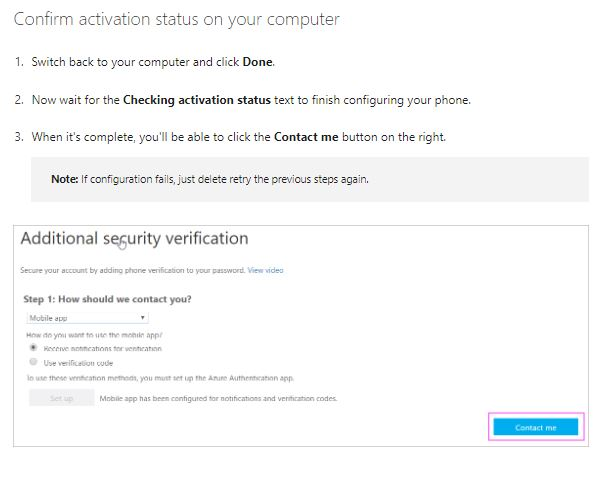 Confirm activation status on your computer
1. Switch back to your computer and click Done.
2. Now wait for the Checking activation status text to finish configuring your phone.
3. When it's complete, you'll be able to click the Contact me button on the right.
Note: If configuration fails, just delete retry the previous steps again.
Additional security verification
Secure your account by adding phone verification to your password. View video
Step 1: How should we contact you?
Mobile app
How do you want to use the mobile app?
Receive notifications for verification
Use verification code
To use these verification methods, you must set up the Azure Authentication app.
Set up Mobile app has been configured for notifications and verification codes.
Contact me